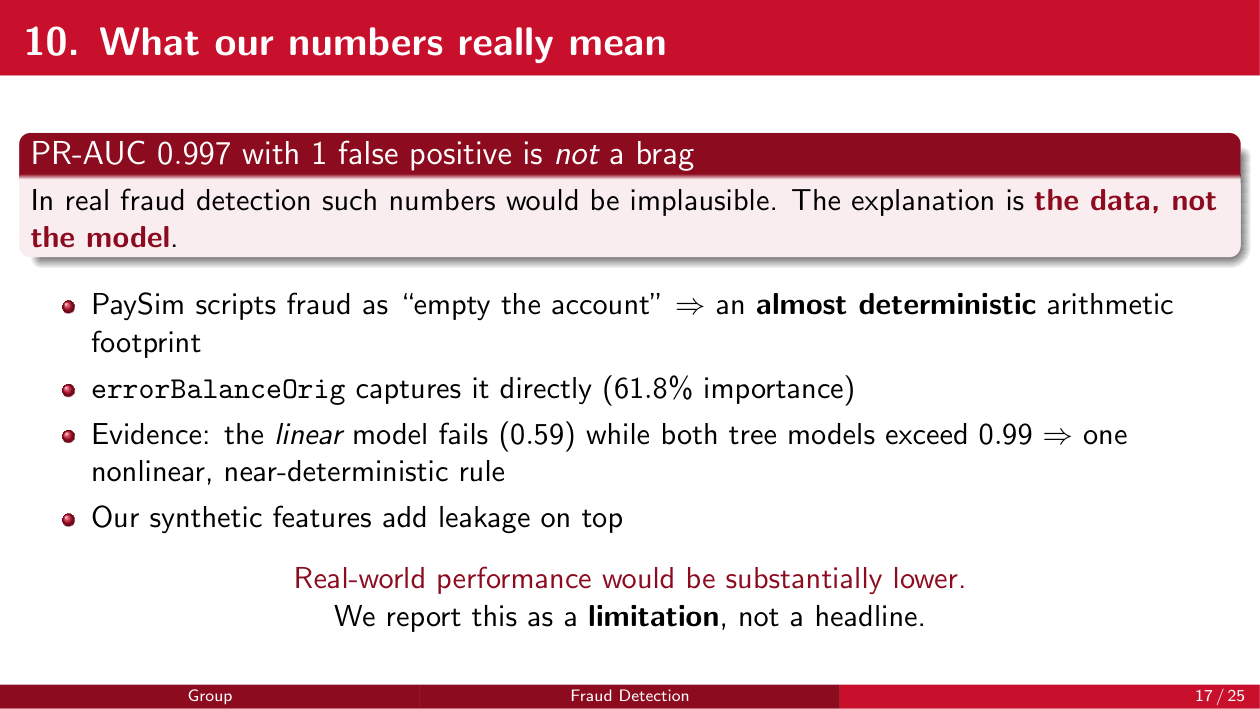 10. What our numbers really mean
PR-AUC 0.997 with 1 false positive is not a brag
In real fraud detection such numbers would be implausible. The explanation is the data, not
the model.
PaySim scripts fraud as “empty the account” ⇒ an almost deterministic arithmetic
footprint
errorBalanceOrig captures it directly (61.8% importance)
Evidence: the linear model fails (0.59) while both tree models exceed 0.99 ⇒ one
nonlinear, near-deterministic rule
Our synthetic features add leakage on top
Real-world performance would be substantially lower.
We report this as a limitation, not a headline.
Group Fraud Detection 17 / 25